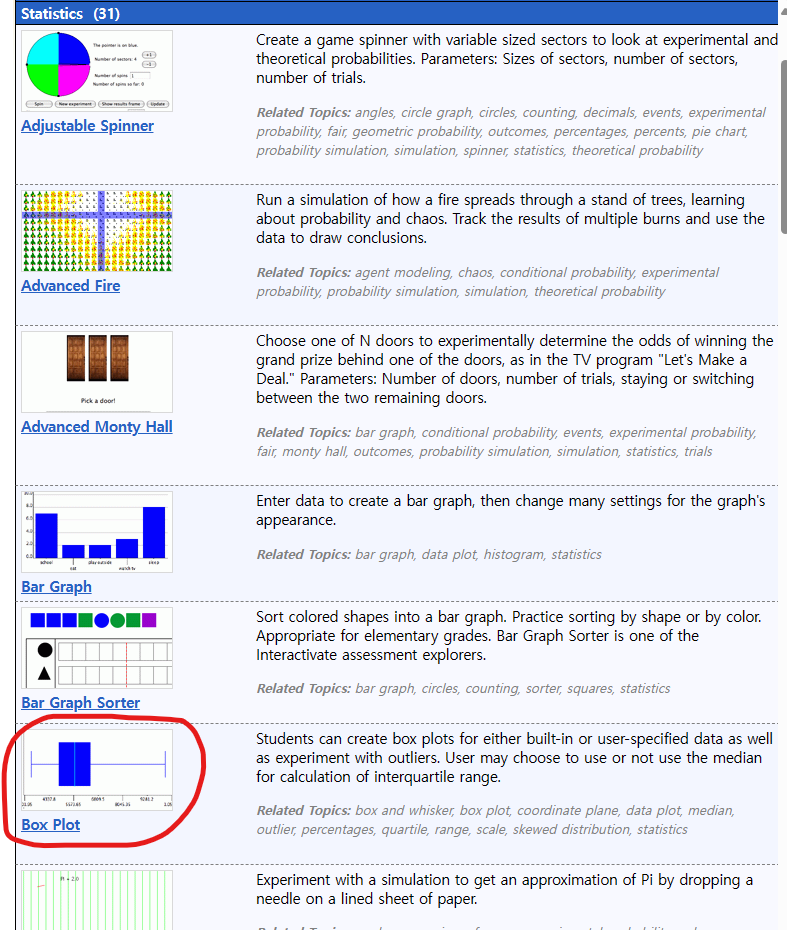 Statistics (31)
The pointer is on blue.
Number of sectors: 4
+1
-1
Number of spins: 1
Number of spins so far: 0
Spin
New experiment
Show results frame
Update
Adjustable Spinner
Create a game spinner with variable sized sectors to look at experimental and
theoretical probabilities. Parameters: Sizes of sectors, number of sectors,
number of trials.
Related Topics: angles, circle graph, circles, counting, decimals, events, experimental
probability, fair, geometric probability, outcomes, percentages, percents, pie chart,
probability simulation, simulation, spinner, statistics, theoretical probability
Advanced Fire
Run a simulation of how a fire spreads through a stand of trees, learning
about probability and chaos. Track the results of multiple burns and use the
data to draw conclusions.
Related Topics: agent modeling, chaos, conditional probability, experimental
probability, probability simulation, simulation, theoretical probability
Pick a door!
Advanced Monty Hall
Choose one of N doors to experimentally determine the odds of winning the
grand prize behind one of the doors, as in the TV program "Let's Make a
Deal." Parameters: Number of doors, number of trials, staying or switching
between the two remaining doors.
Related Topics: bar graph, conditional probability, events, experimental probability,
fair, monty hall, outcomes, probability simulation, simulation, statistics, trials
8.0
6.0
4.0
2.0
0.0
school
eat
play outside
watch tv
sleep
Bar Graph
Enter data to create a bar graph, then change many settings for the graph's
appearance.
Related Topics: bar graph, data plot, histogram, statistics
Bar Graph Sorter
Sort colored shapes into a bar graph. Practice sorting by shape or by color.
Appropriate for elementary grades. Bar Graph Sorter is one of the
Interactivate assessment explorers.
Related Topics: bar graph, circles, counting, sorter, squares, statistics
Box Plot
Students can create box plots for either built-in or user-specified data as well
as experiment with outliers. User may choose to use or not use the median
for calculation of interquartile range.
Related Topics: box and whisker, box plot, coordinate plane, data plot, median,
outlier, percentages, quartile, range, scale, skewed distribution, statistics
Experiment with a simulation to get an approximation of Pi by dropping a
needle on a lined sheet of paper.